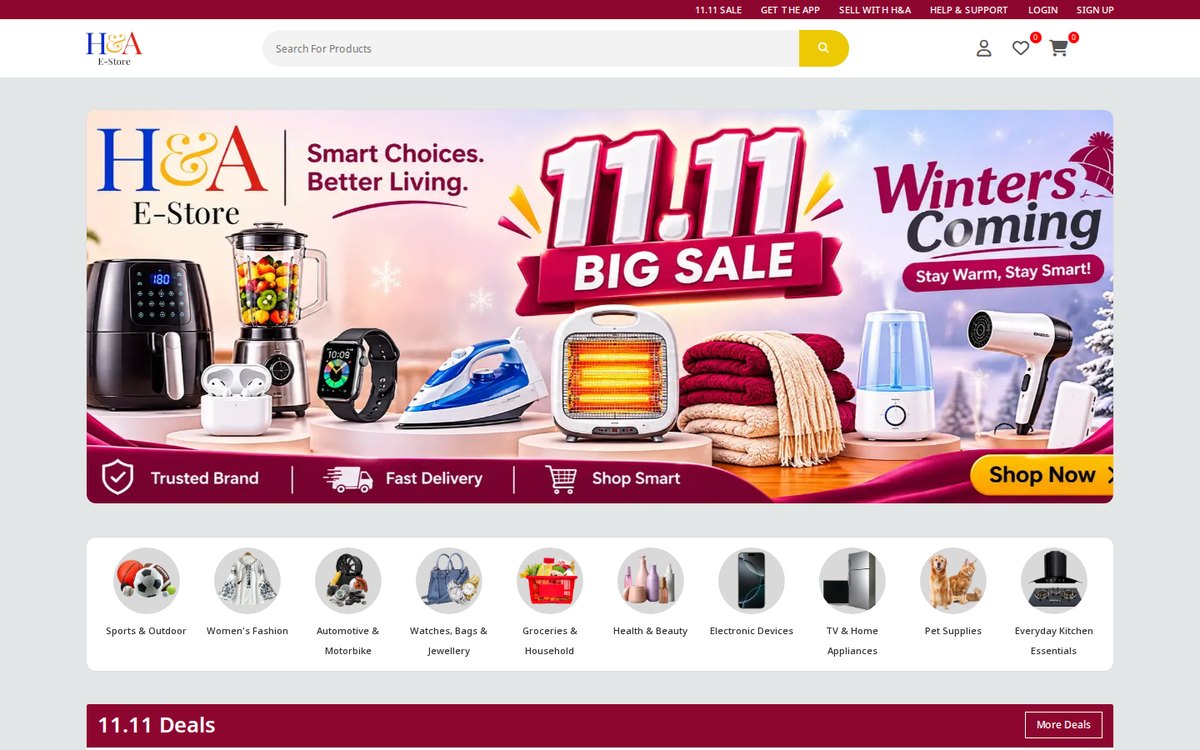 11.11 SALE
GET THE APP
SELL WITH H&A
HELP & SUPPORT
LOGIN
SIGN UP
H&A
E-Store
Search For Products
0
0
H&A
E-Store
Smart Choices.
Better Living.
11.11
BIG SALE
Winters
Coming
Stay Warm, Stay Smart!
180
10:09
Trusted Brand
Fast Delivery
Shop Smart
Shop Now
Sports & Outdoor
Women's Fashion
Automotive &
Motorbike
Watches, Bags &
Jewellery
Groceries &
Household
Health & Beauty
Electronic Devices
TV & Home
Appliances
Pet Supplies
Everyday Kitchen
Essentials
11.11 Deals
More Deals